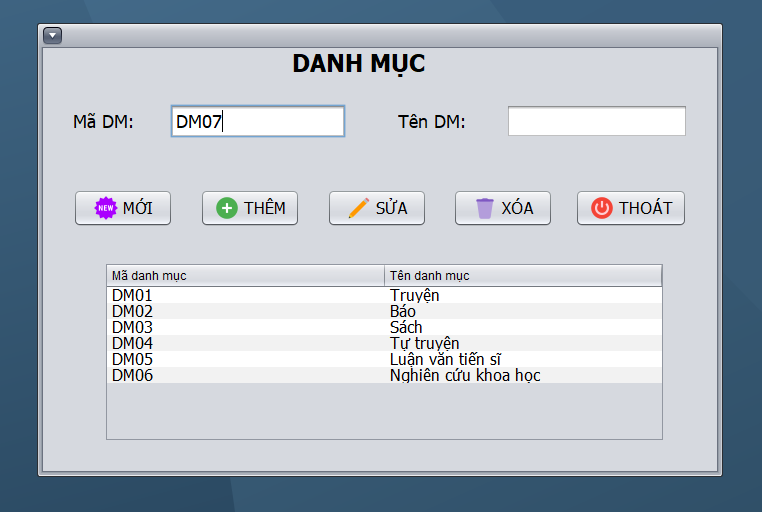 DANH MỤC
Mã DM: DM07 Tên DM:
NEW MỚI THÊM SỬA XÓA THOÁT
Mã danh mục Tên danh mục
DM01 Truyện
DM02 Báo
DM03 Sách
DM04 Tự truyện
DM05 Luận văn tiến sĩ
DM06 Nghiên cứu khoa học